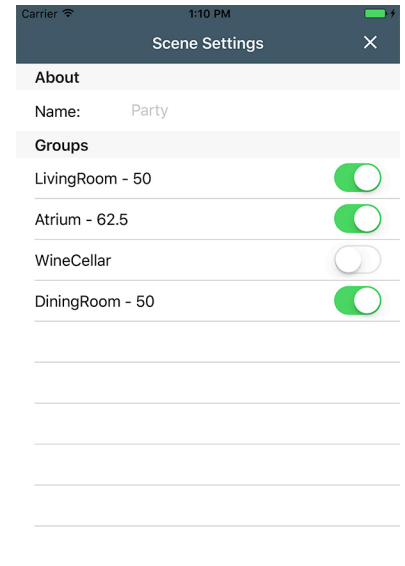 Carrier 1:10 PM
Scene Settings
About
Name: Party
Groups
LivingRoom - 50
Atrium - 62.5
WineCellar
DiningRoom - 50